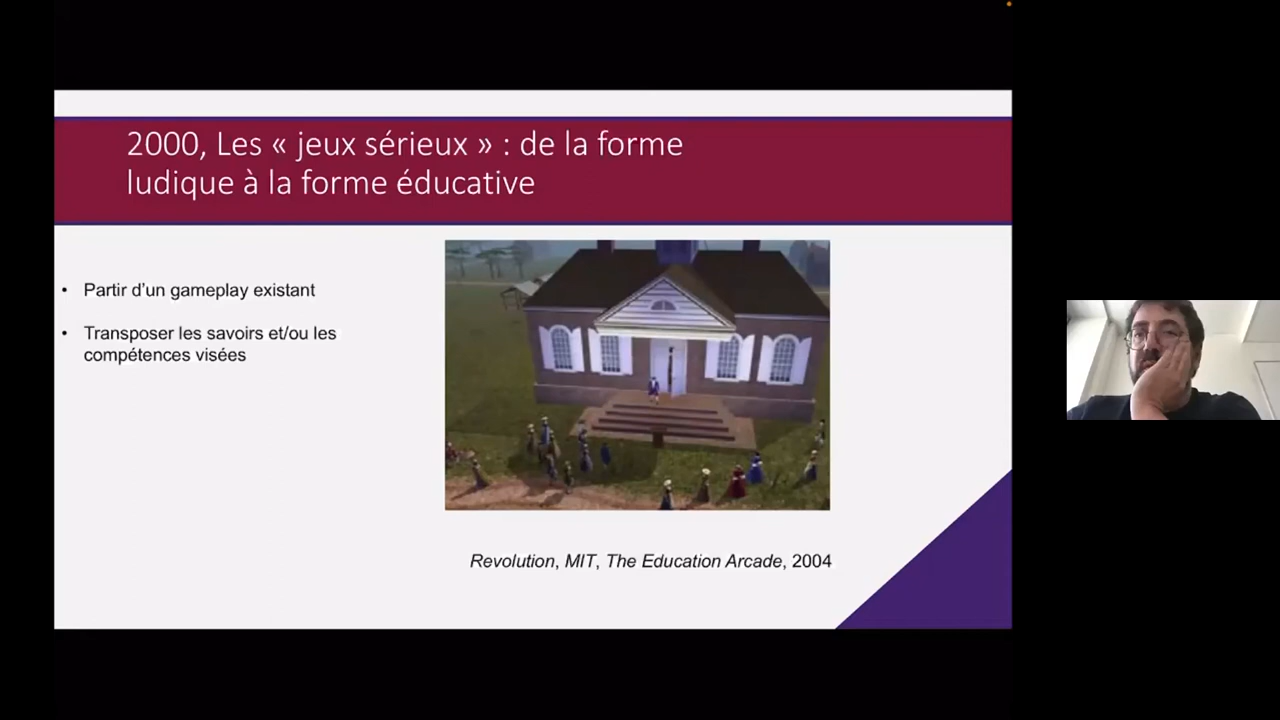 2000, Les « jeux sérieux » : de la forme
ludique à la forme éducative
• Partir d'un gameplay existant
• Transposer les savoirs et/ou les
compétences visées
Revolution, MIT, The Education Arcade, 2004